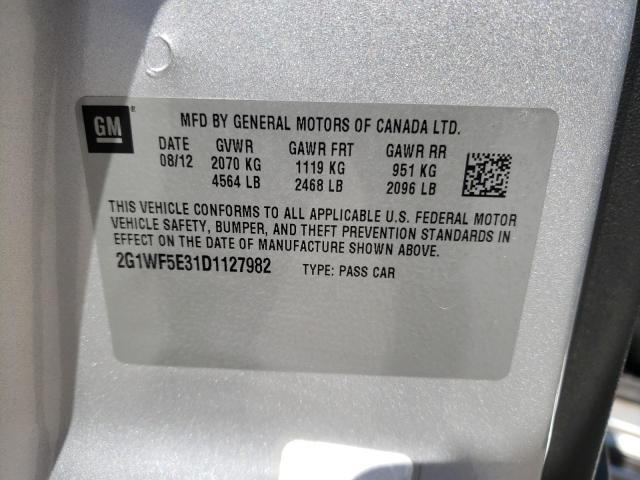 GM ®
MFD BY GENERAL MOTORS OF CANADA LTD.
DATE GVWR GAWR FRT GAWR RR
08/12 2070 KG 1119 KG 951 KG
4564 LB 2468 LB 2096 LB
THIS VEHICLE CONFORMS TO ALL APPLICABLE U.S. FEDERAL MOTOR
VEHICLE SAFETY, BUMPER, AND THEFT PREVENTION STANDARDS IN
EFFECT ON THE DATE OF MANUFACTURE SHOWN ABOVE.
2G1WF5E31D1127982 TYPE: PASS CAR